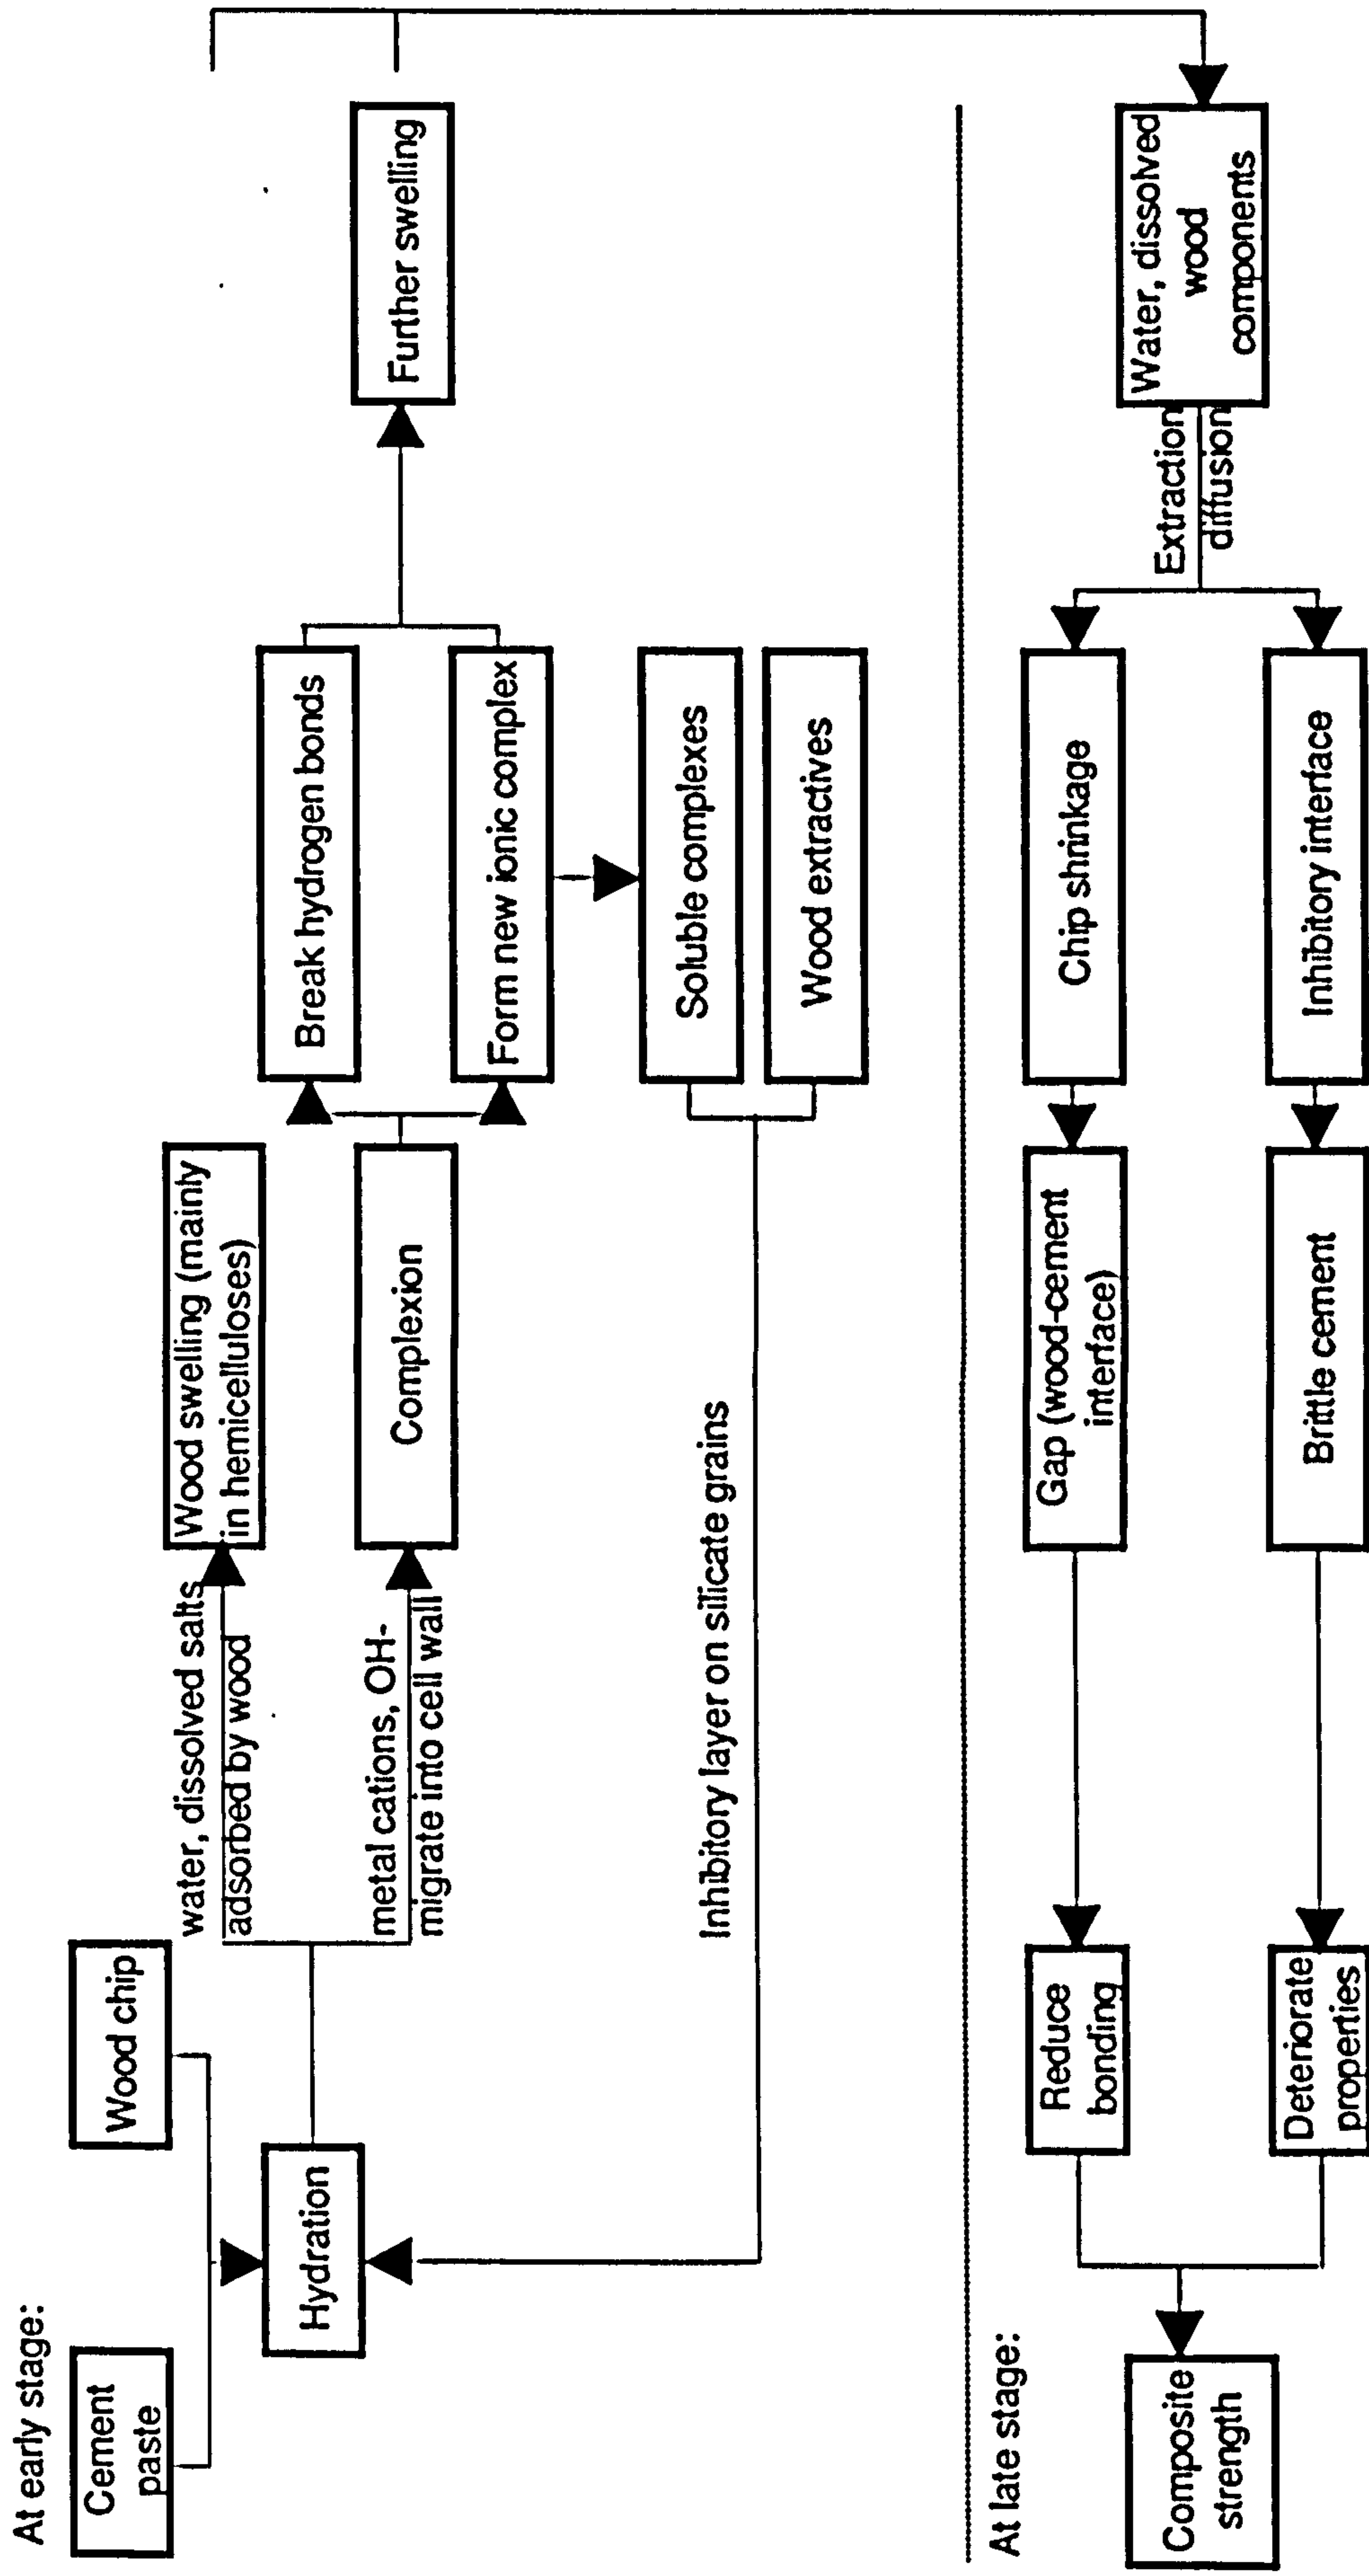 At early stage:
Cement
paste
Wood chip
Hydration
water, dissolved salts
adsorbed by wood
metal cations, OH-
migrate into cell wall
Wood swelling (mainly
in hemicelluloses)
Complexion
Break hydrogen bonds
Form new ionic complex
Further swelling
Soluble complexes
Wood extractives
Inhibitory layer on silicate grains
At late stage:
Composite
strength
Reduce
bonding
Deteriorate
properties
Gap (wood-cement
interface)
Brittle cement
Chip shrinkage
Inhibitory interface
Extraction
diffusion
Water, dissolved
wood
components